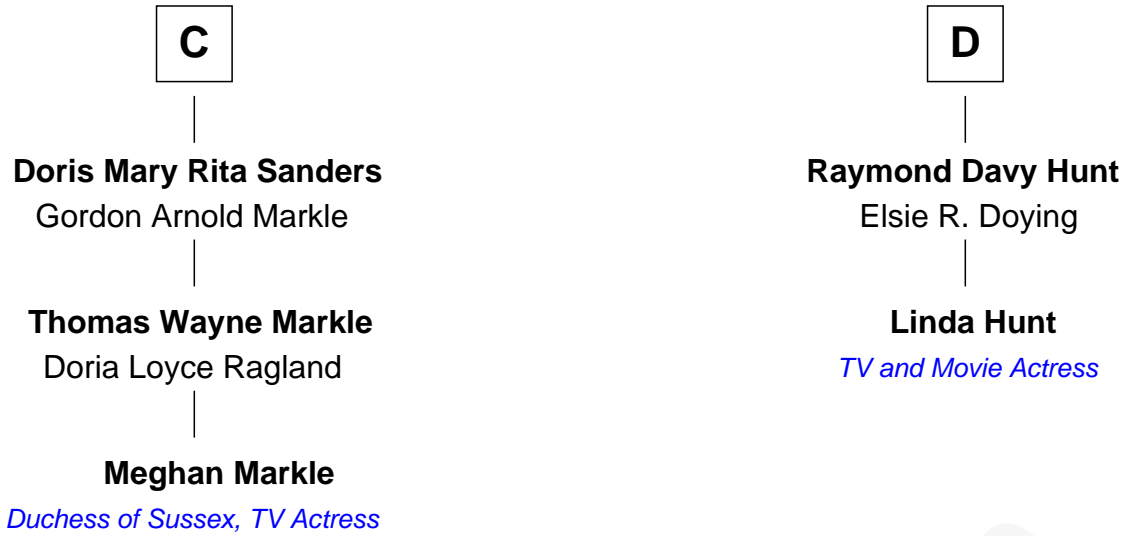 C
Doris Mary Rita Sanders
Gordon Arnold Markle
Thomas Wayne Markle
Doria Loyce Ragland
Meghan Markle
Duchess of Sussex, TV Actress
D
Raymond Davy Hunt
Elsie R. Doying
Linda Hunt
TV and Movie Actress